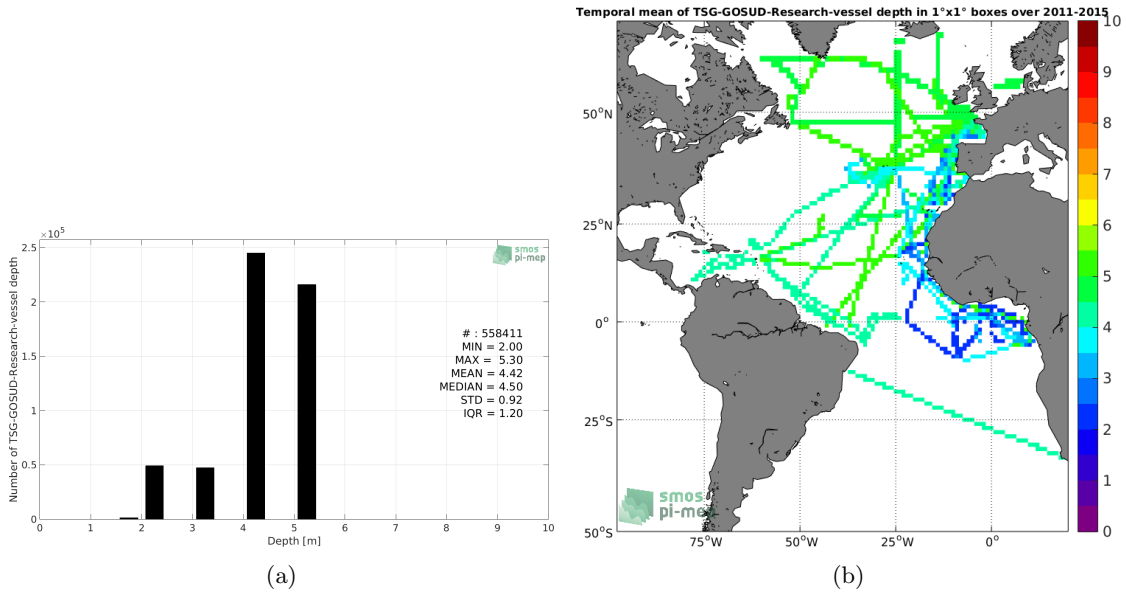 Temporal mean of TSG-GOSUD-Research-vessel depth in 1°x1° boxes over 2011-2015
×10⁵
2.5
2
1.5
1
0.5
0
Number of TSG-GOSUD-Research-vessel depth
smos
pi-mep
# : 558411
MIN = 2.00
MAX = 5.30
MEAN = 4.42
MEDIAN = 4.50
STD = 0.92
IQR = 1.20
0 1 2 3 4 5 6 7 8 9 10
Depth [m]
(a)
50°N
25°N
0°
25°S
50°S
75°W 50°W 25°W 0°
smos
pi-mep
10
9
8
7
6
5
4
3
2
1
0
(b)